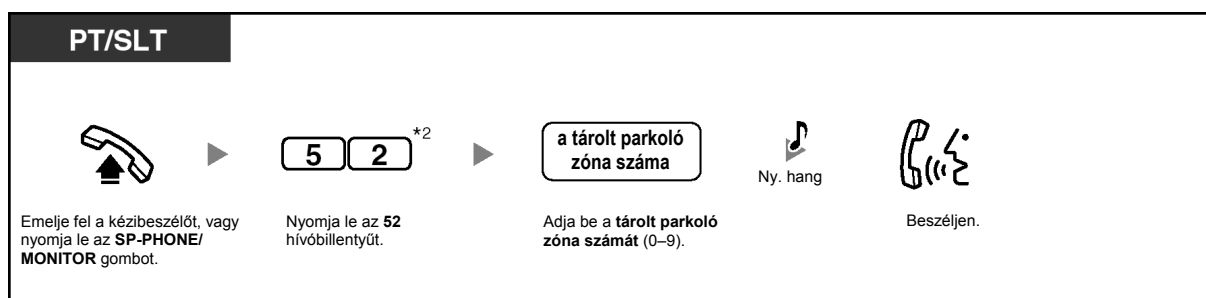 PT/SLT
5 2 *2
a tárolt parkoló
zóna száma
Ny. hang
Emelje fel a kézibeszélőt, vagy
nyomja le az SP-PHONE/
MONITOR gombot.
Nyomja le az 52
hívóbillentyűt.
Adja be a tárolt parkoló
zóna számát (0–9).
Beszéljen.